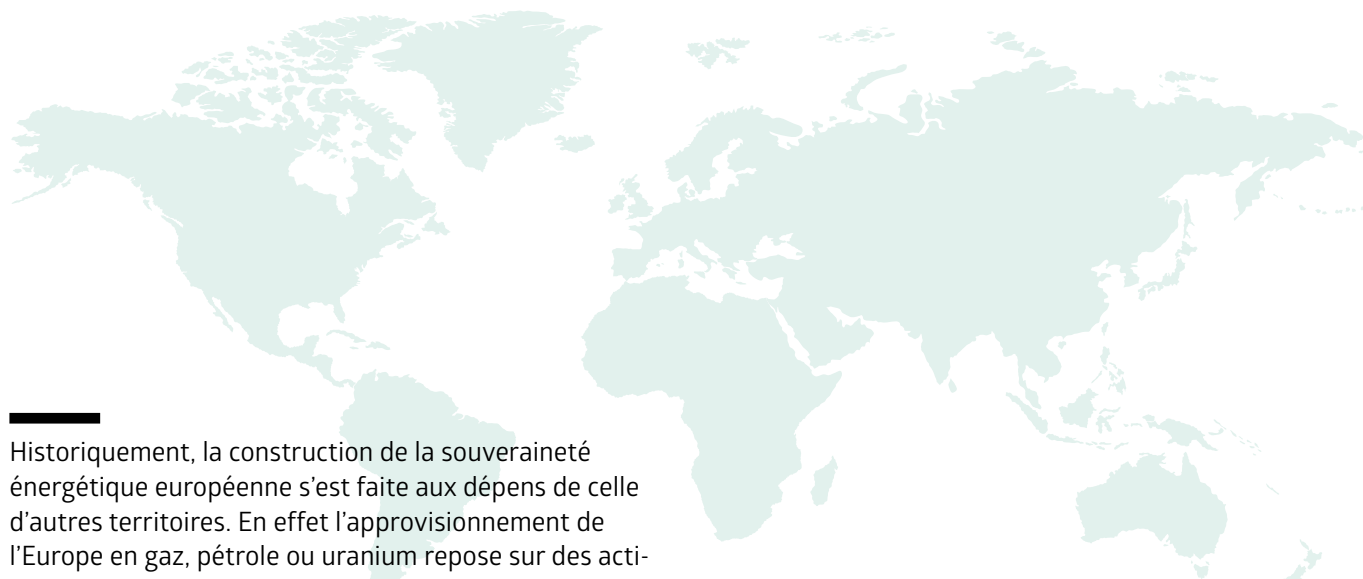 Historiquement, la construction de la souveraineté
énergétique européenne s’est faite aux dépens de celle
d’autres territoires. En effet l’approvisionnement de
l’Europe en gaz, pétrole ou uranium repose sur des acti-